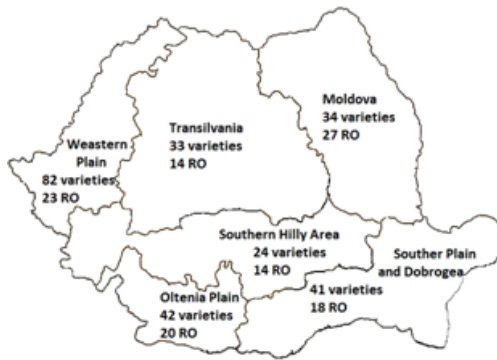 Moldova
34 varieties
27 RO
Transilvania
33 varieties
14 RO
Weastern
Plain
82 varieties
23 RO
Southern Hilly Area
24 varieties
14 RO
Souther Plain
and Dobrogea
41 varieties
18 RO
Oltenia Plain
42 varieties
20 RO